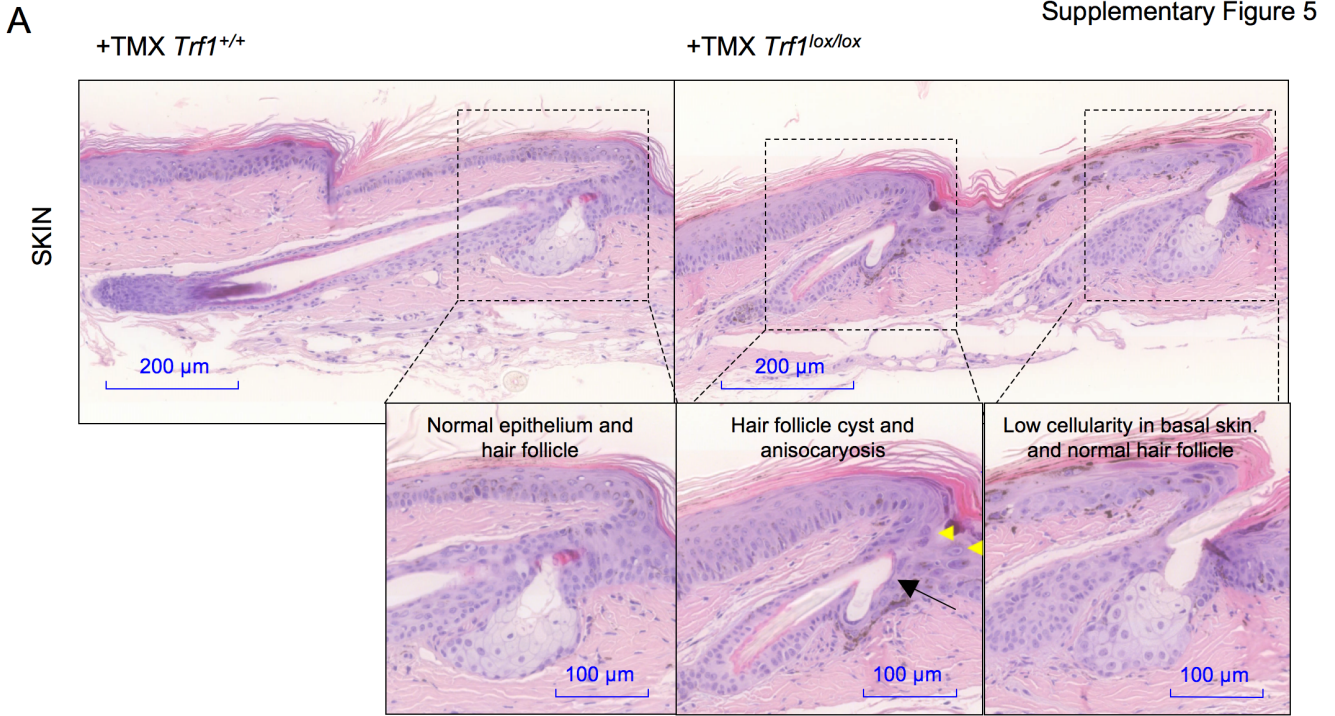 A
Supplementary Figure 5
+TMX Trf1+/+
+TMX Trf1lox/lox
SKIN
200 µm
200 µm
Normal epithelium and
hair follicle
Hair follicle cyst and
anisocaryosis
Low cellularity in basal skin.
and normal hair follicle
100 µm
100 µm
100 µm